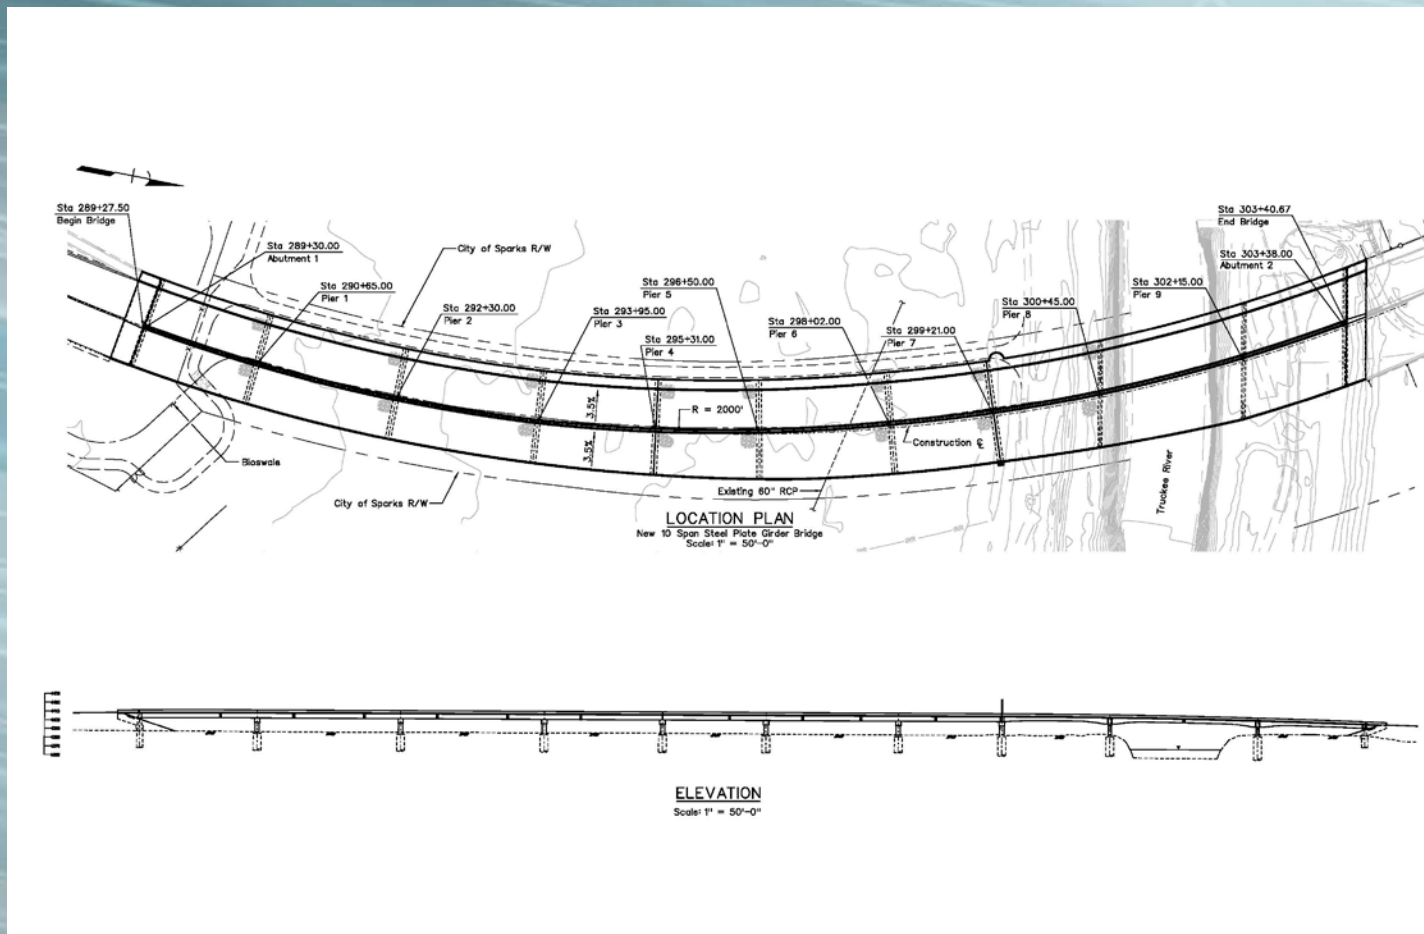 Sta 289+27.50
Begin Bridge
Sta 289+30.00
Abutment 1
Sta 290+65.00
Pier 1
City of Sparks R/W
Sta 292+30.00
Pier 2
Sta 293+95.00
Pier 3
Sta 295+31.00
Pier 4
Sta 296+50.00
Pier 5
Sta 298+02.00
Pier 6
Sta 299+21.00
Pier 7
Sta 300+45.00
Pier 8
Sta 302+15.00
Pier 9
Sta 303+40.67
End Bridge
Sta 303+38.00
Abutment 2
3.5%
3.5%
R = 2000'
Construction ℄
Bioswale
City of Sparks R/W
Existing 60" RCP
Truckee River
LOCATION PLAN
New 10 Span Steel Plate Girder Bridge
Scale: 1" = 50'-0"
ELEVATION
Scale: 1" = 50'-0"